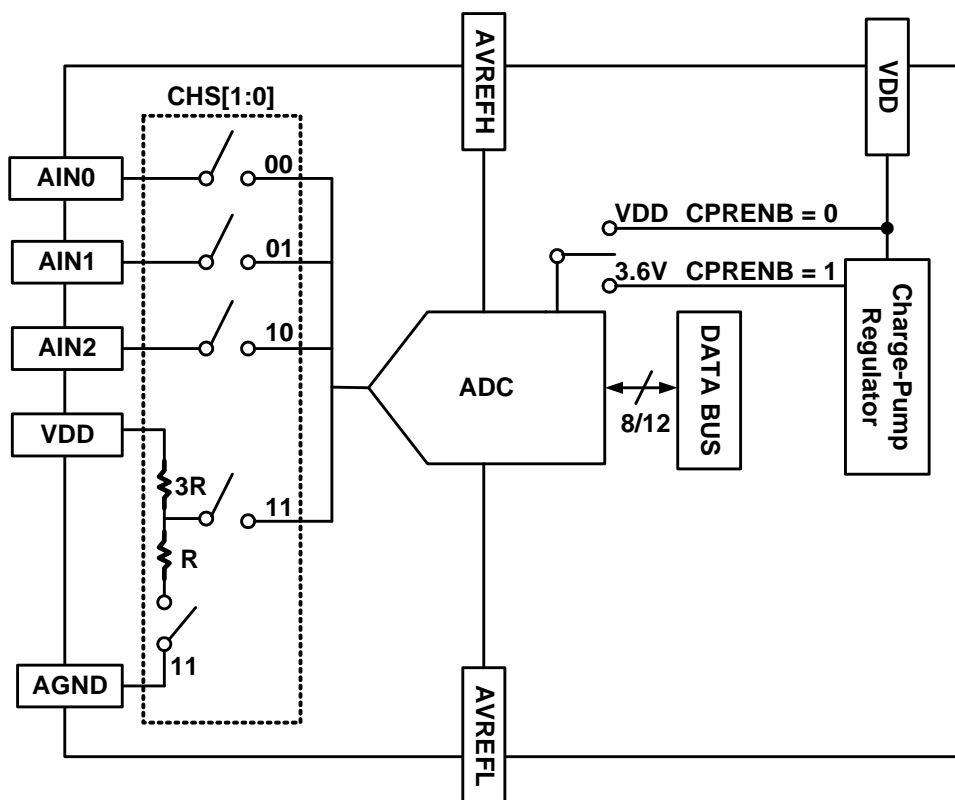 AVREFH
VDD
CHS[1:0]
AIN0
00
VDD CPRENB = 0
AIN1
01
3.6V CPRENB = 1
AIN2
10
Charge-Pump
Regulator
ADC
DATA BUS
8/12
VDD
3R
11
R
11
AGND
AVREFL